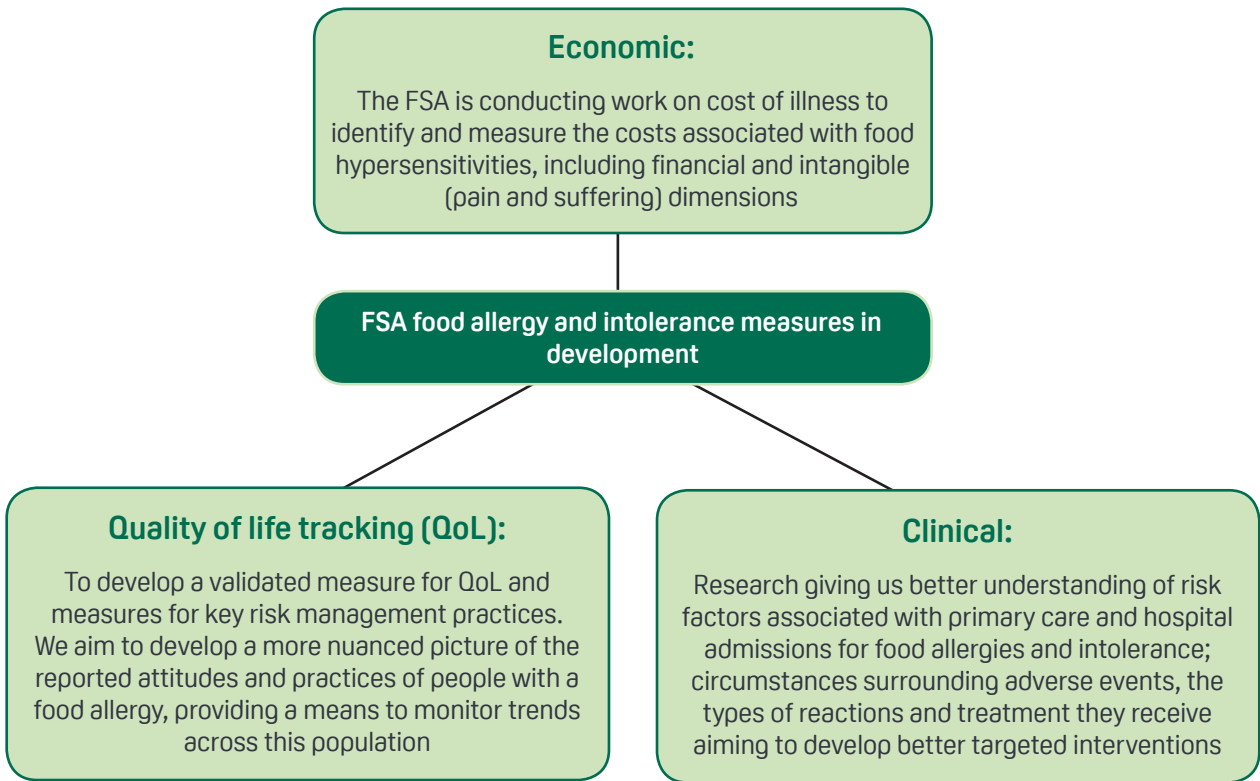 Economic:
The FSA is conducting work on cost of illness to
identify and measure the costs associated with food
hypersensitivities, including financial and intangible
(pain and suffering) dimensions
FSA food allergy and intolerance measures in
development
Quality of life tracking (QoL):
To develop a validated measure for QoL and
measures for key risk management practices.
We aim to develop a more nuanced picture of the
reported attitudes and practices of people with a
food allergy, providing a means to monitor trends
across this population
Clinical:
Research giving us better understanding of risk
factors associated with primary care and hospital
admissions for food allergies and intolerance;
circumstances surrounding adverse events, the
types of reactions and treatment they receive
aiming to develop better targeted interventions